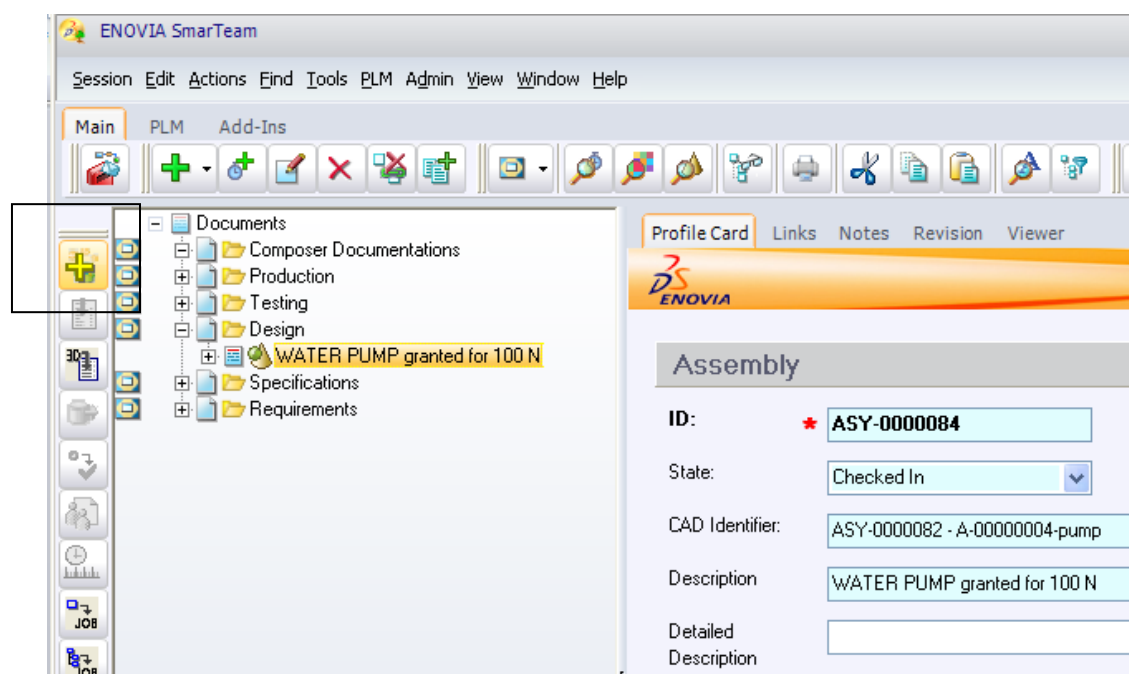 ENOVIA SmarTeam
Session Edit Actions Find Tools PLM Admin View Window Help
Main PLM Add-Ins
Documents
Composer Documentations
Production
Testing
Design
WATER PUMP granted for 100 N
Specifications
Requirements
3D
JOB
JOB
Profile Card Links Notes Revision Viewer
ENOVIA
Assembly
ID: * ASY-0000084
State: Checked In
CAD Identifier: ASY-0000082 - A-00000004-pump
Description WATER PUMP granted for 100 N
Detailed
Description